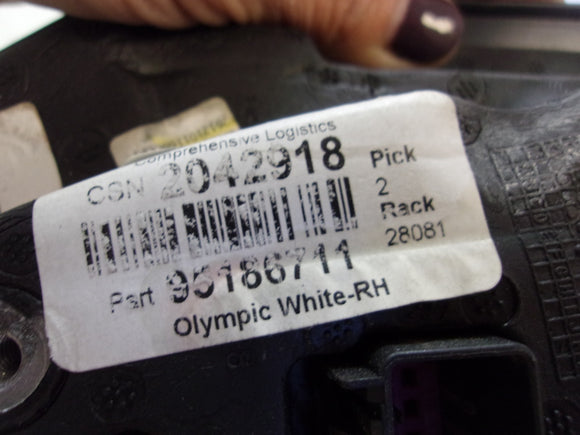 Comprehensive Logistics
CSN 2042918
Pick
2
Rack
28081
Part 95186711
Olympic White-RH